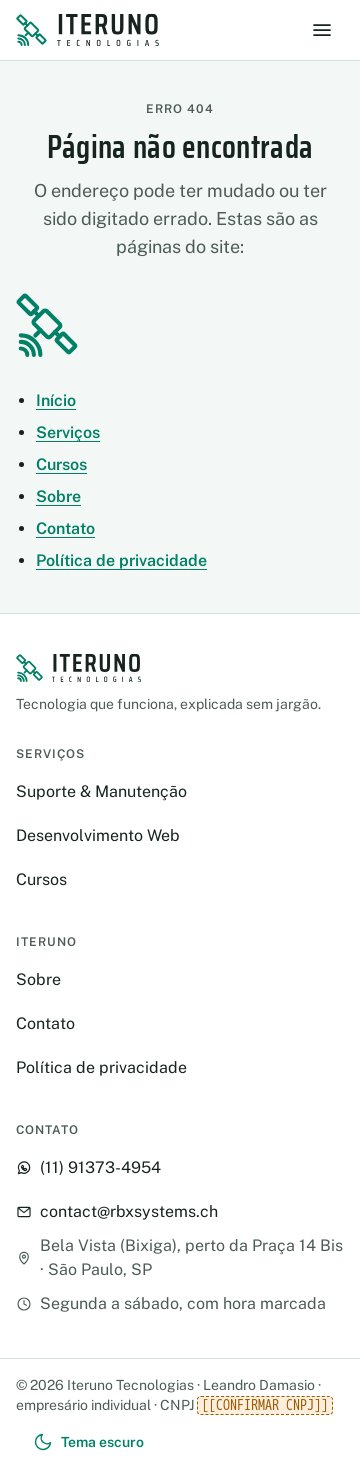 ITERUNO
TECNOLOGIAS
ERRO 404
Página não encontrada
O endereço pode ter mudado ou ter
sido digitado errado. Estas são as
páginas do site:
Início
Serviços
Cursos
Sobre
Contato
Política de privacidade
ITERUNO
TECNOLOGIAS
Tecnologia que funciona, explicada sem jargão.
SERVIÇOS
Suporte & Manutenção
Desenvolvimento Web
Cursos
ITERUNO
Sobre
Contato
Política de privacidade
CONTATO
(11) 91373-4954
contact@rbxsystems.ch
Bela Vista (Bixiga), perto da Praça 14 Bis
· São Paulo, SP
Segunda a sábado, com hora marcada
© 2026 Iteruno Tecnologias · Leandro Damasio ·
empresário individual · CNPJ [[CONFIRMAR CNPJ]]
Tema escuro